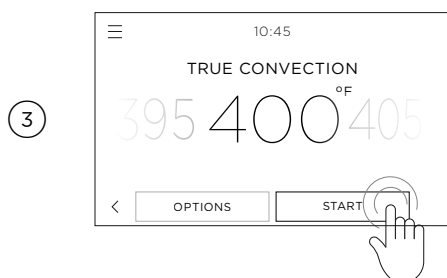 10:45
TRUE CONVECTION
3
395 400 °F 405
OPTIONS START